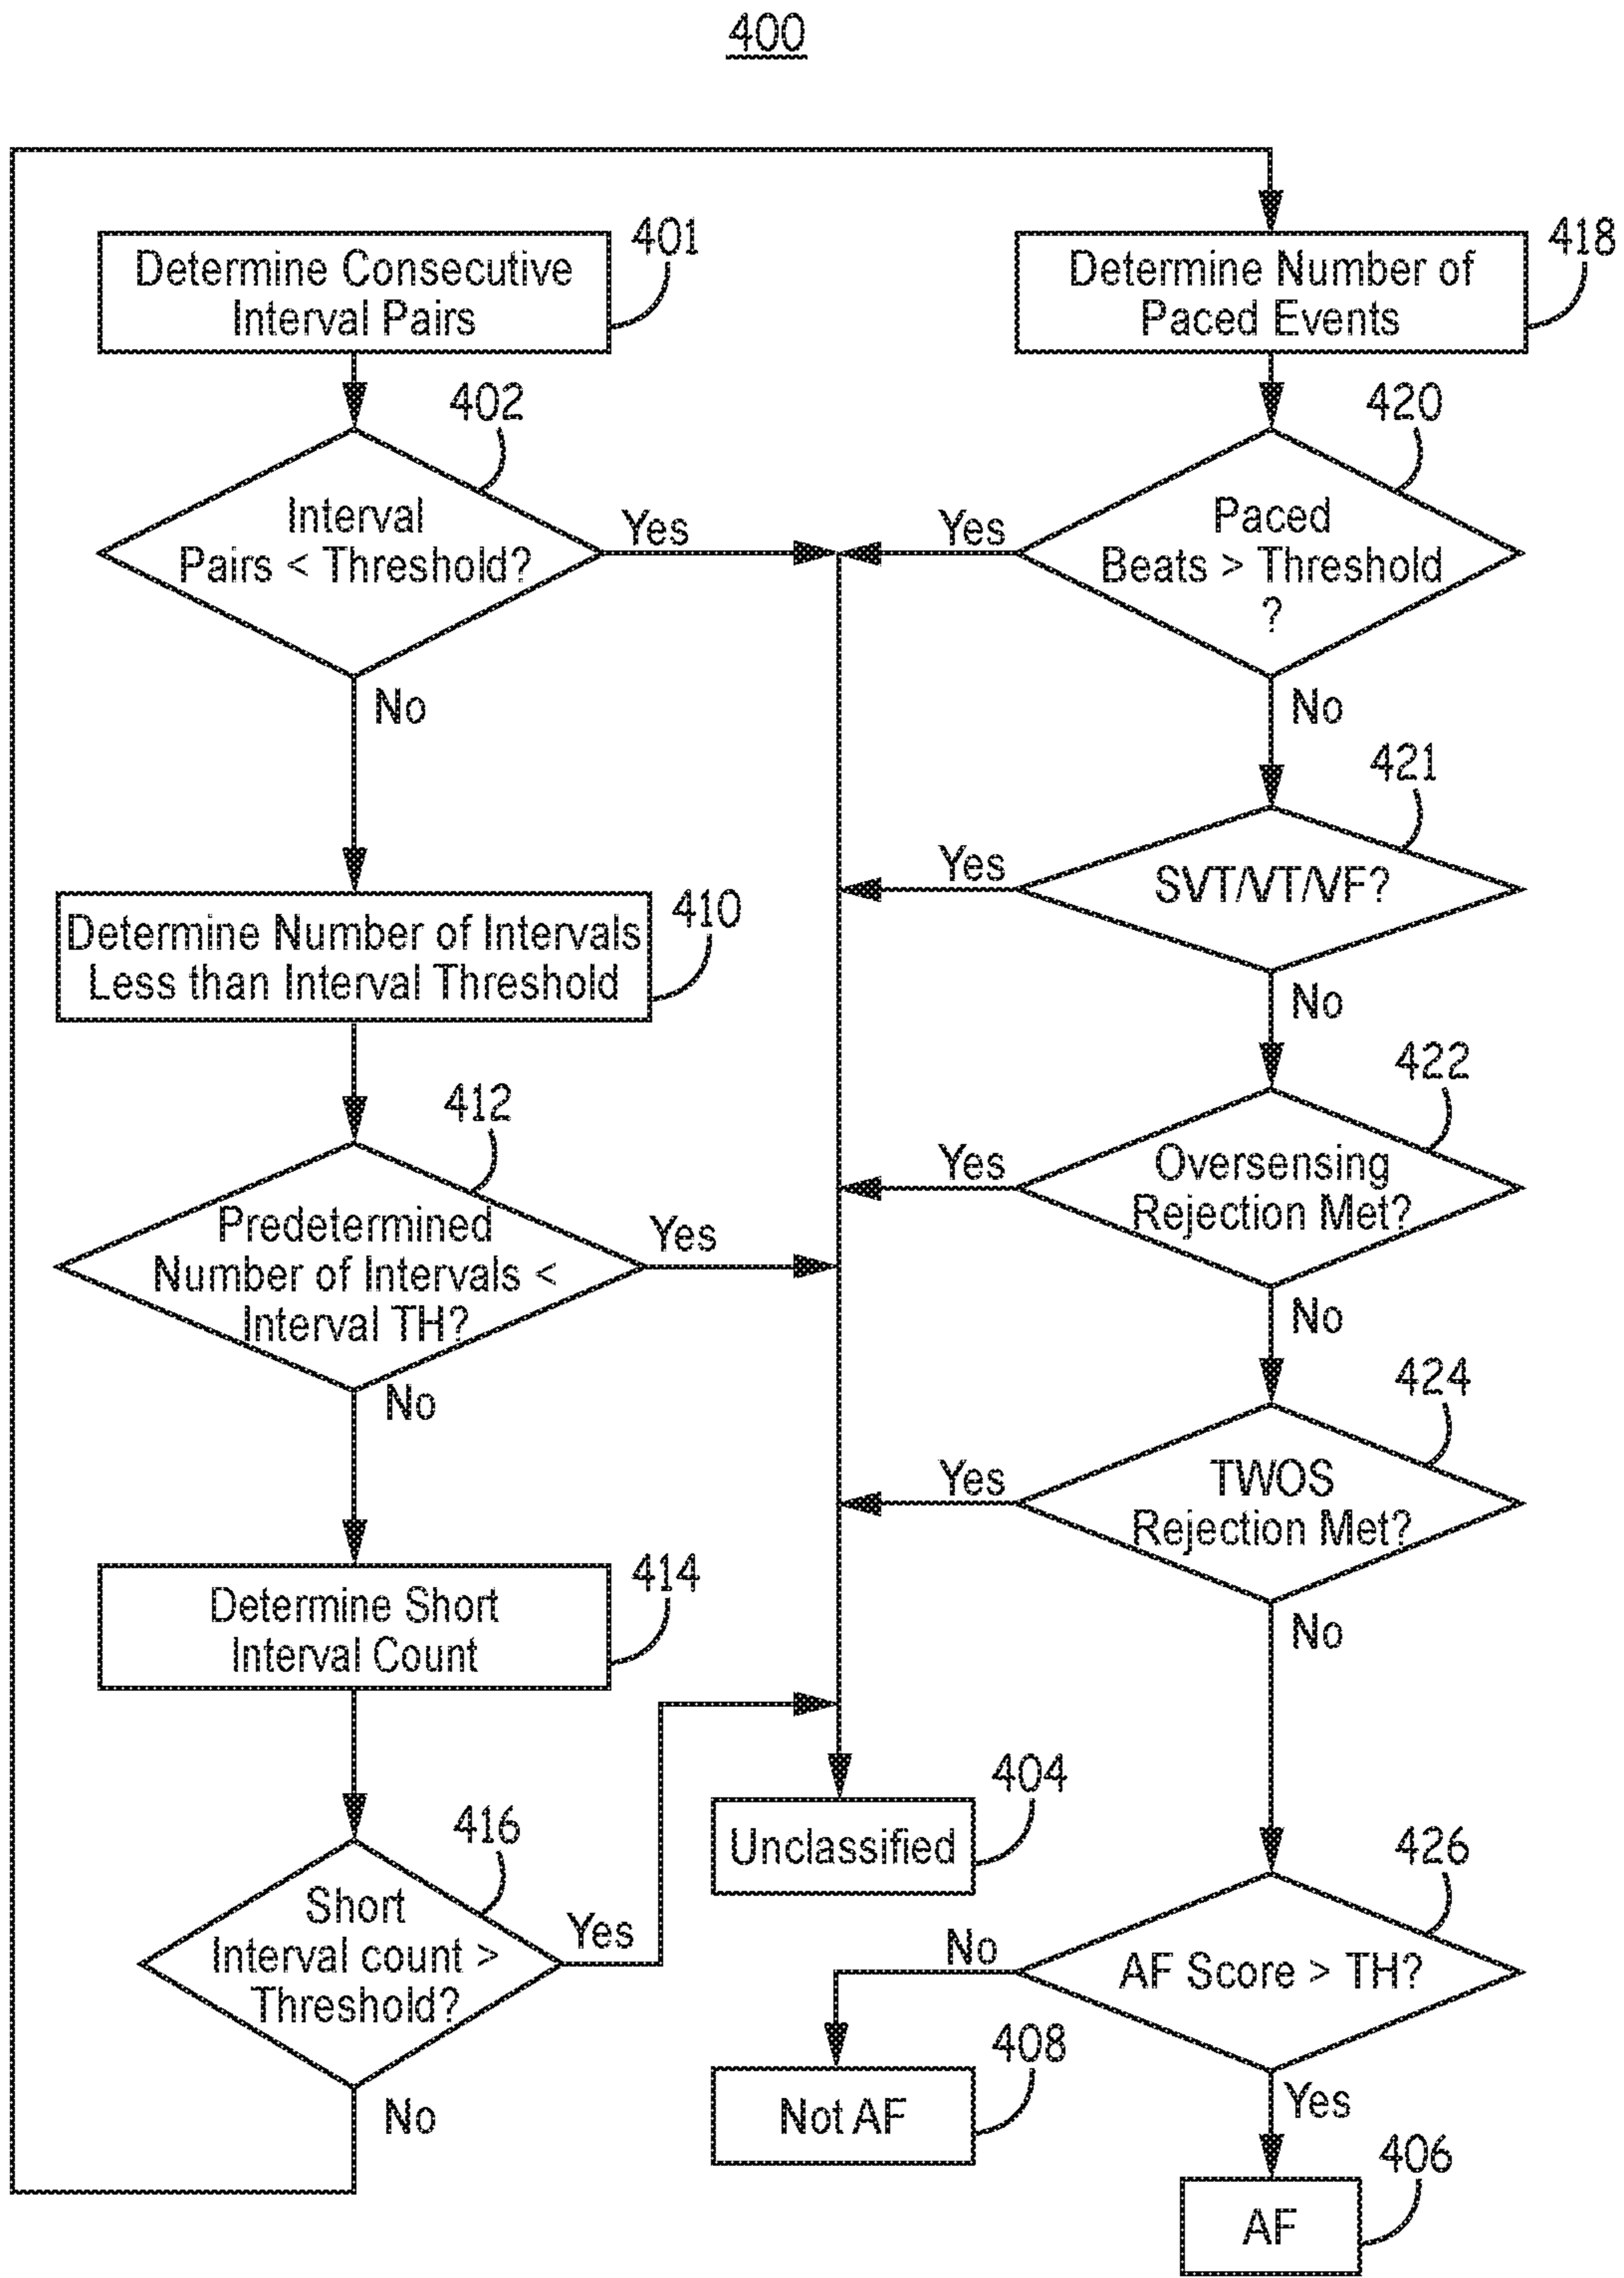 400
401
Determine Consecutive
Interval Pairs
402
Interval
Pairs < Threshold?
Yes
No
410
Determine Number of Intervals
Less than Interval Threshold
412
Predetermined
Number of Intervals <
Interval TH?
Yes
No
414
Determine Short
Interval Count
416
Short
Interval count >
Threshold?
Yes
No
418
Determine Number of
Paced Events
420
Paced
Beats > Threshold
?
Yes
No
421
SVT/VT/VF?
Yes
No
422
Oversensing
Rejection Met?
Yes
No
424
TWOS
Rejection Met?
Yes
No
404
Unclassified
426
AF Score > TH?
No
Yes
408
Not AF
406
AF